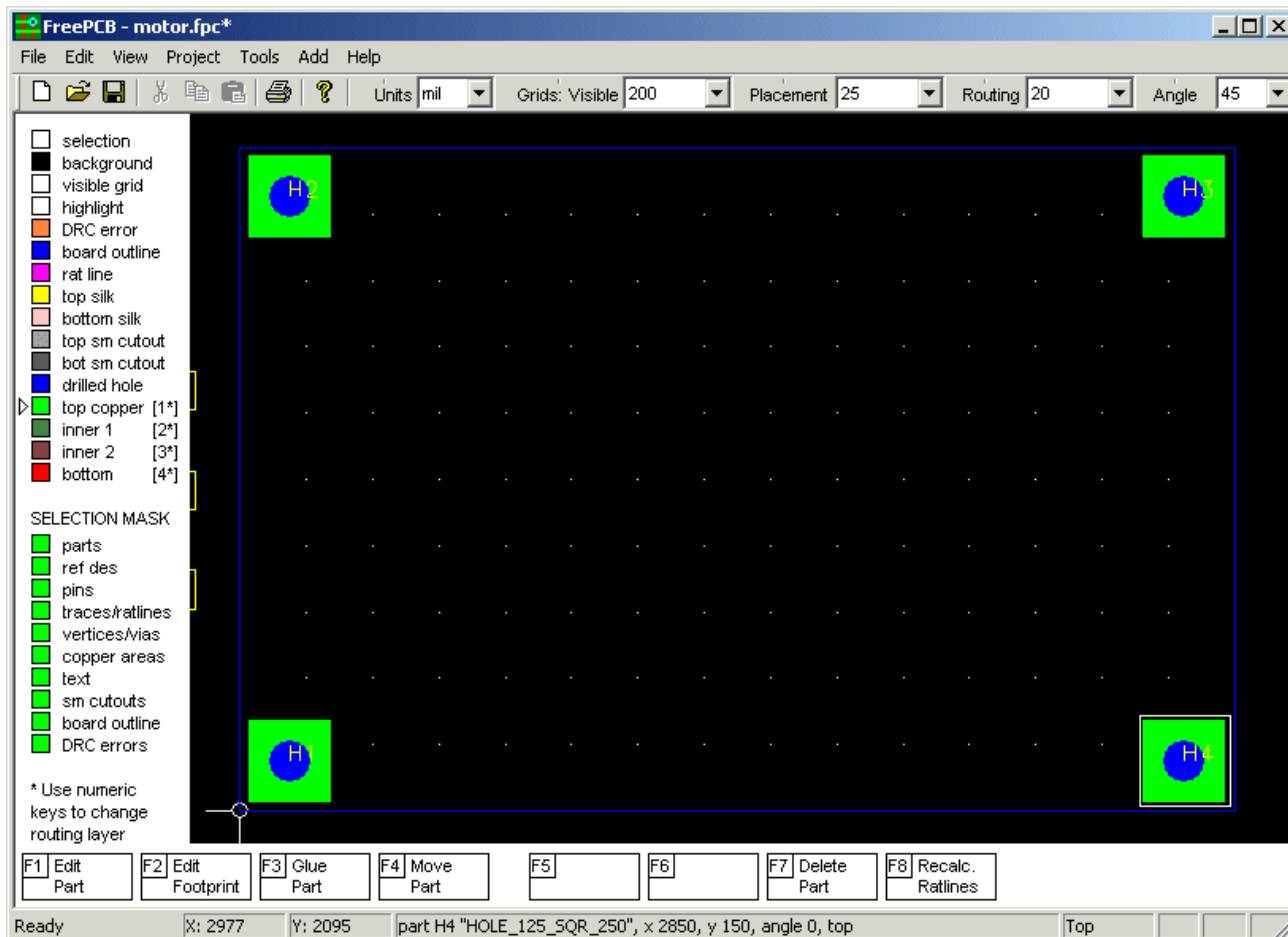 FreePCB - motor.fpc*
File Edit View Project Tools Add Help
Units mil Grids: Visible 200 Placement 25 Routing 20 Angle 45
selection
background
visible grid
highlight
DRC error
board outline
rat line
top silk
bottom silk
top sm cutout
bot sm cutout
drilled hole
top copper [1*]
inner 1 [2*]
inner 2 [3*]
bottom [4*]
SELECTION MASK
parts
ref des
pins
traces/ratlines
vertices/vias
copper areas
text
sm cutouts
board outline
DRC errors
* Use numeric
keys to change
routing layer
H2 H3
H1 H4
F1 Edit Part
F2 Edit Footprint
F3 Glue Part
F4 Move Part
F5
F6
F7 Delete Part
F8 Recalc. Ratlines
Ready X: 2977 Y: 2095 part H4 "HOLE_125_SQR_250", x 2850, y 150, angle 0, top Top